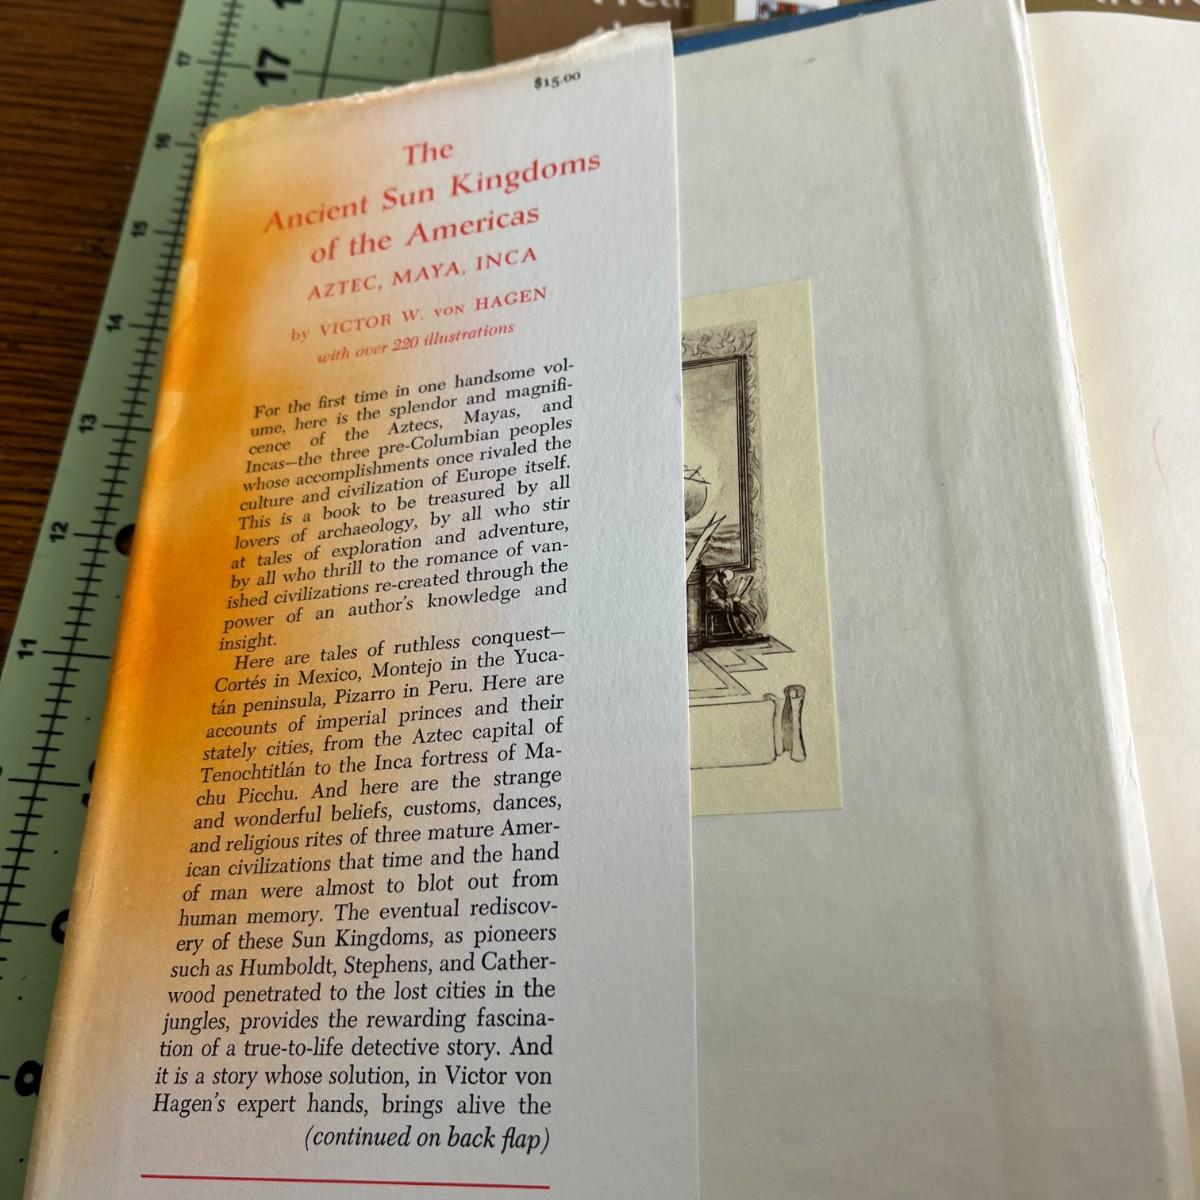 17
17
16
15
14
13
12
11
$15.00
The
Ancient Sun Kingdoms
of the Americas
AZTEC, MAYA, INCA
by VICTOR W. VON HAGEN
with over 220 illustrations
For the first time in one handsome vol-
ume, here is the splendor and magnifi-
cence of the Aztecs, Mayas, and
Incas—the three pre-Columbian peoples
whose accomplishments once rivaled the
culture and civilization of Europe itself.
This is a book to be treasured by all
lovers of archaeology, by all who stir
at tales of exploration and adventure,
by all who thrill to the romance of van-
ished civilizations re-created through the
power of an author's knowledge and
insight.
Here are tales of ruthless conquest—
Cortés in Mexico, Montejo in the Yuca-
tán peninsula, Pizarro in Peru. Here are
accounts of imperial princes and their
stately cities, from the Aztec capital of
Tenochtitlán to the Inca fortress of Ma-
chu Picchu. And here are the strange
and wonderful beliefs, customs, dances,
and religious rites of three mature Amer-
ican civilizations that time and the hand
of man were almost to blot out from
human memory. The eventual rediscov-
ery of these Sun Kingdoms, as pioneers
such as Humboldt, Stephens, and Cather-
wood penetrated to the lost cities in the
jungles, provides the rewarding fascina-
tion of a true-to-life detective story. And
it is a story whose solution, in Victor von
Hagen's expert hands, brings alive the
(continued on back flap)